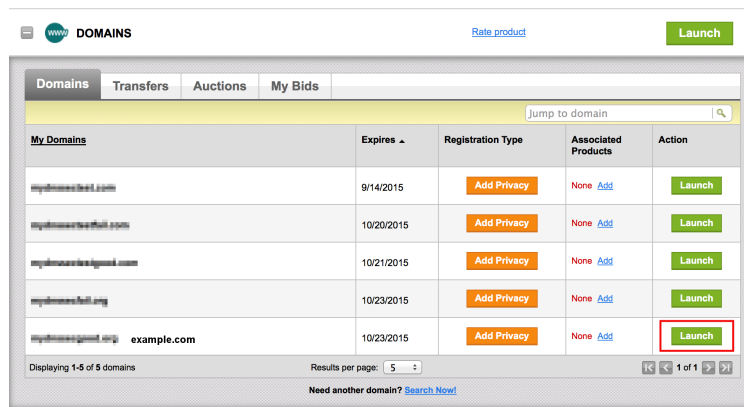 www DOMAINS Rate product Launch
Domains Transfers Auctions My Bids
Jump to domain
My Domains Expires Registration Type Associated Products Action
9/14/2015 Add Privacy None Add Launch
10/20/2015 Add Privacy None Add Launch
10/21/2015 Add Privacy None Add Launch
10/23/2015 Add Privacy None Add Launch
example.com 10/23/2015 Add Privacy None Add Launch
Displaying 1-5 of 5 domains Results per page: 5 1 of 1
Need another domain? Search Now!